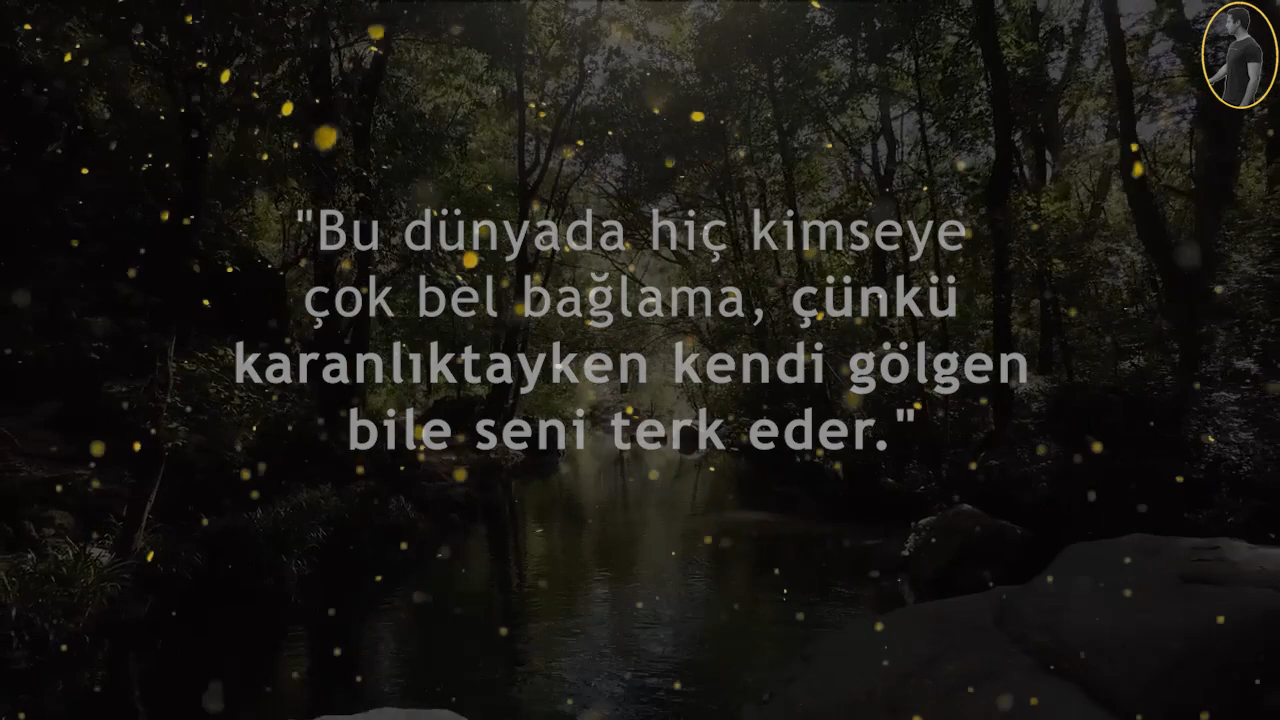 "Bu dünyada hiç kimseye
çok bel bağlama, çünkü
karanlıktayken kendi gölgen
bile seni terk eder."